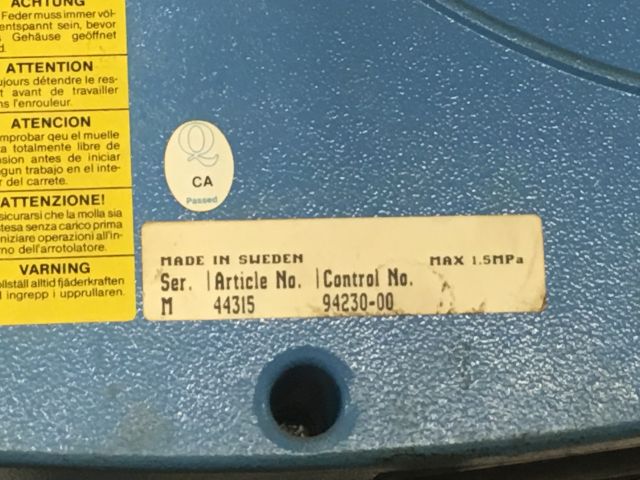 ACHTUNG
Feder muss immer völ-
entspannt sein, bevor
Gehäuse geöffnet
d.
ATTENTION
ujours détendre le res-
t avant de travailler
ns l'enrouleur.
ATENCION
mprobar qeu el muelle
a totalmente libre de
sion antes de iniciar
gun trabajo en el inte-
r del carrete.
ATTENZIONE!
sicurarsi che la molla sia
tesa senza carico prima
niziare operazioni all'in-
no dell'arrotolatore.
VARNING
llställ alltid fjäderkraften
ingrepp i upprullaren.
Q
CA
Passed
MADE IN SWEDEN MAX 1.5MPa
Ser. | Article No. | Control No.
M 44315 94230-00